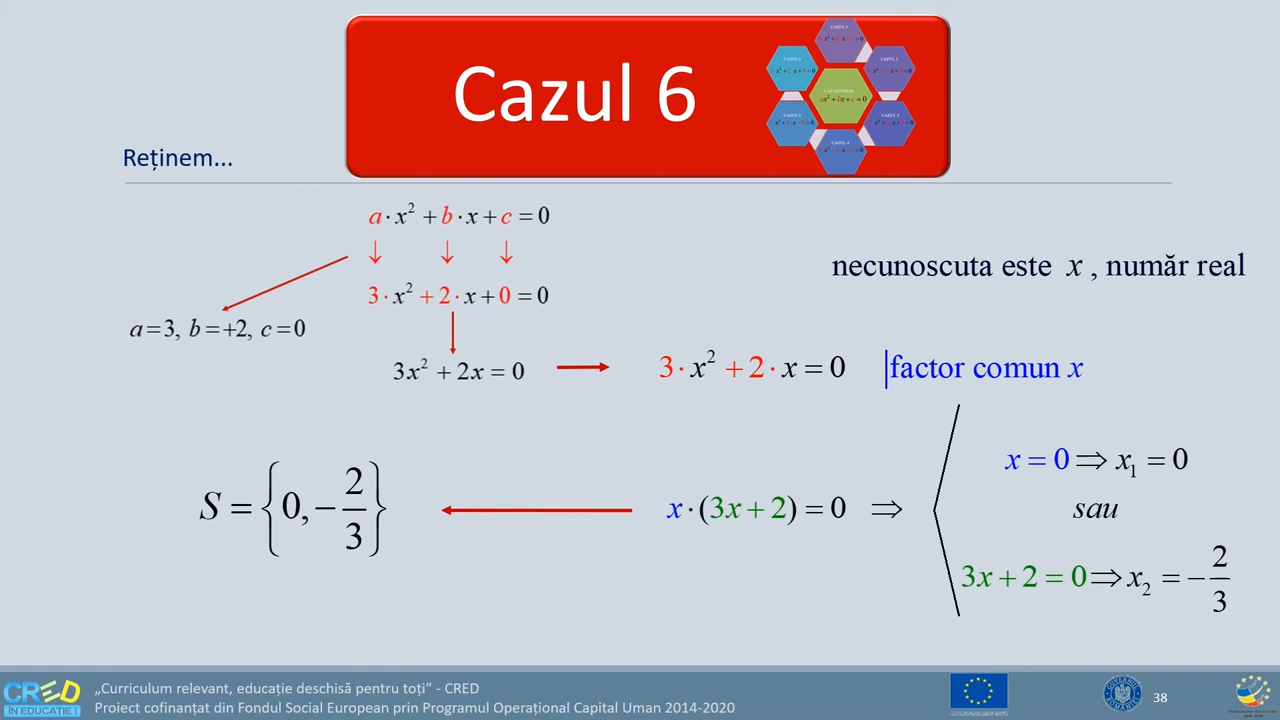 Cazul 6
Reținem...
a·x² + b·x + c = 0
↓ ↓ ↓
3·x² + 2·x + 0 = 0
necunoscuta este x , număr real
a=3, b=+2, c=0
3x² + 2x = 0
3·x² + 2·x = 0 |factor comun x
x = 0 ⇒ x₁ = 0
S = {0, -2/3}
x·(3x + 2) = 0 ⇒
sau
3x + 2 = 0 ⇒ x₂ = -2/3
CRED
ÎN EDUCAȚIE !
„Curriculum relevant, educație deschisă pentru toți” - CRED
Proiect cofinanțat din Fondul Social European prin Programul Operațional Capital Uman 2014-2020
38